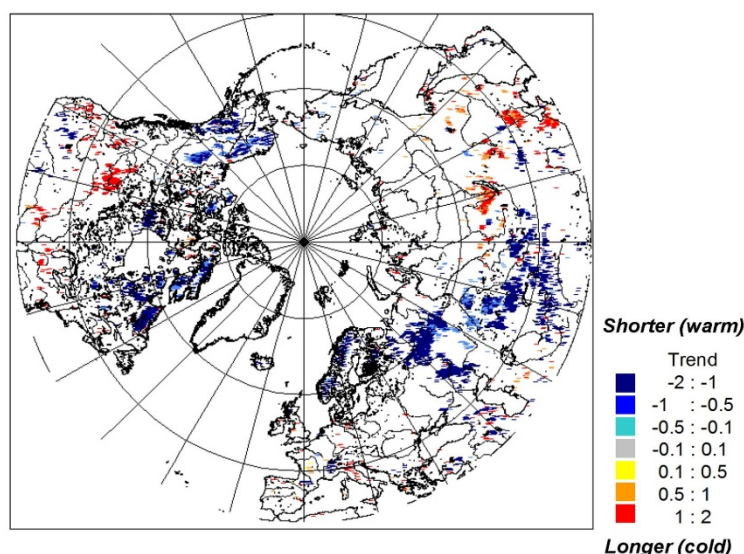 Shorter (warm)
Trend
-2 : -1
-1 : -0.5
-0.5 : -0.1
-0.1 : 0.1
0.1 : 0.5
0.5 : 1
1 : 2
Longer (cold)